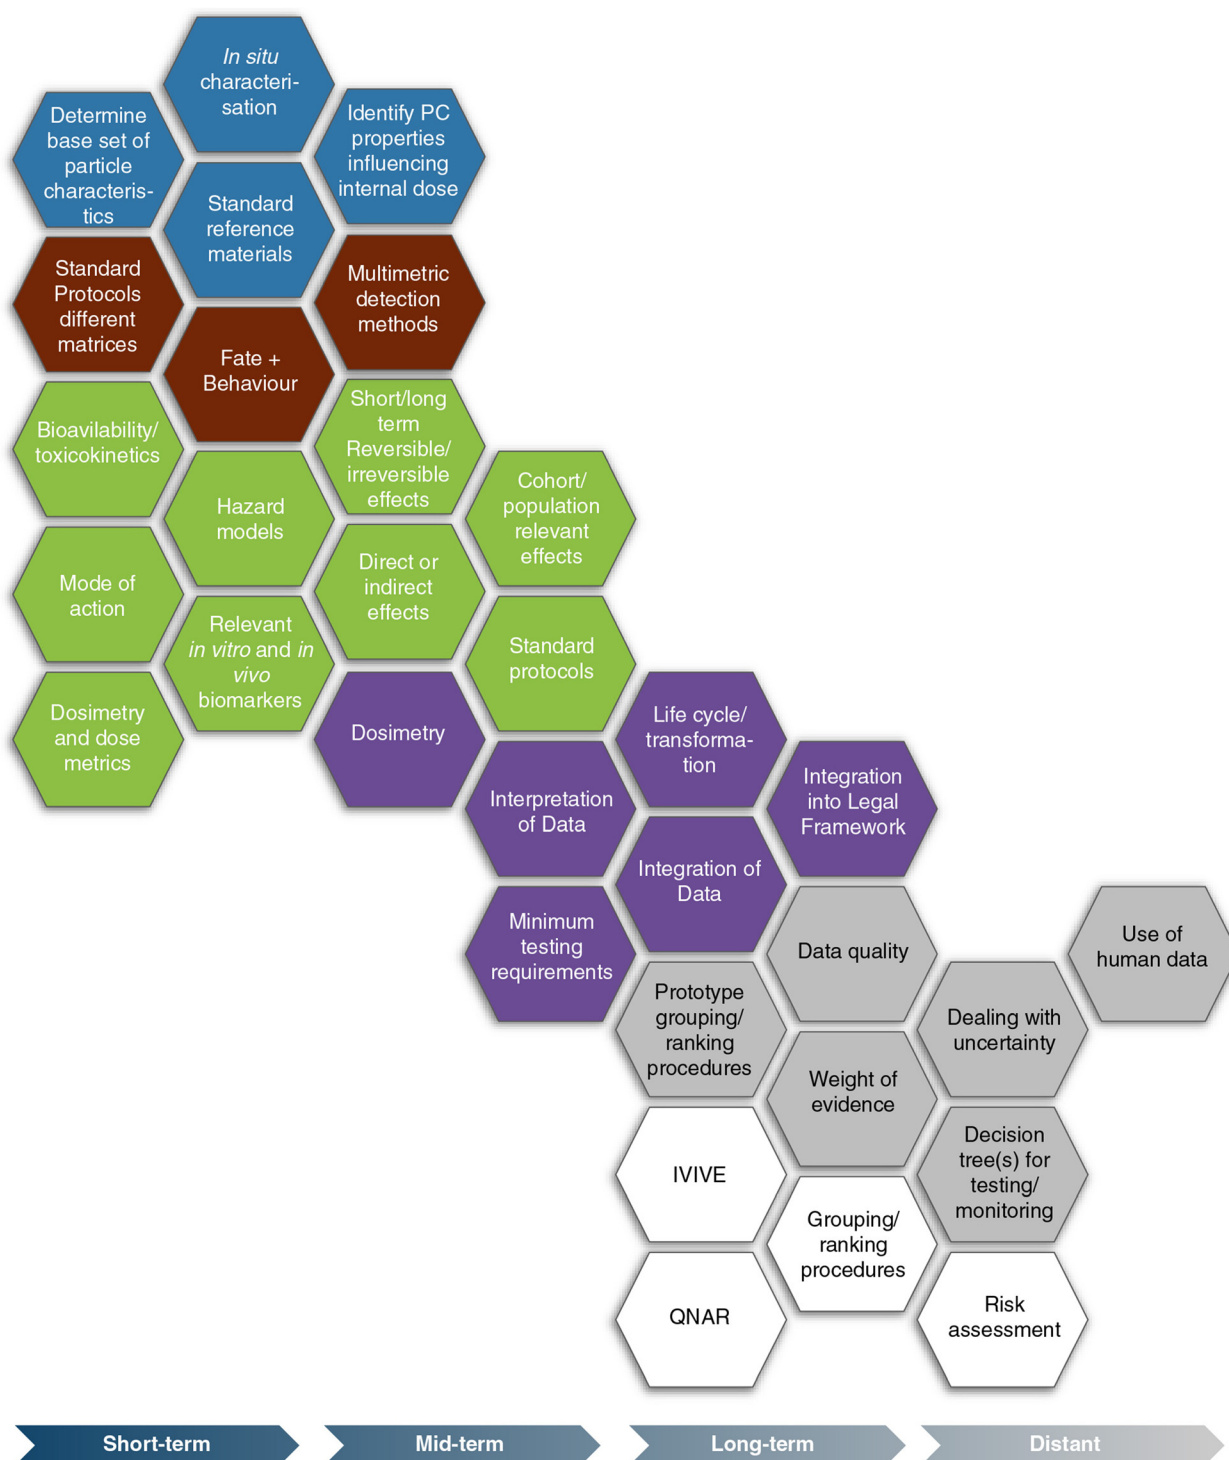 In situ
characteri-
sation
Determine
base set of
particle
characteris-
tics
Identify PC
properties
influencing
internal dose
Standard
reference
materials
Standard
Protocols
different
matrices
Multimetric
detection
methods
Fate +
Behaviour
Bioavilability/
toxicokinetics
Short/long
term
Reversible/
irreversible
effects
Hazard
models
Cohort/
population
relevant
effects
Mode of
action
Direct or
indirect
effects
Relevant
in vitro and in
vivo
biomarkers
Standard
protocols
Dosimetry
and dose
metrics
Dosimetry
Life cycle/
transforma-
tion
Interpretation
of Data
Integration
into Legal
Framework
Integration of
Data
Minimum
testing
requirements
Data quality
Use of
human data
Prototype
grouping/
ranking
procedures
Dealing with
uncertainty
Weight of
evidence
IVIVE
Decision
tree(s) for
testing/
monitoring
Grouping/
ranking
procedures
QNAR
Risk
assessment
Short-term
Mid-term
Long-term
Distant